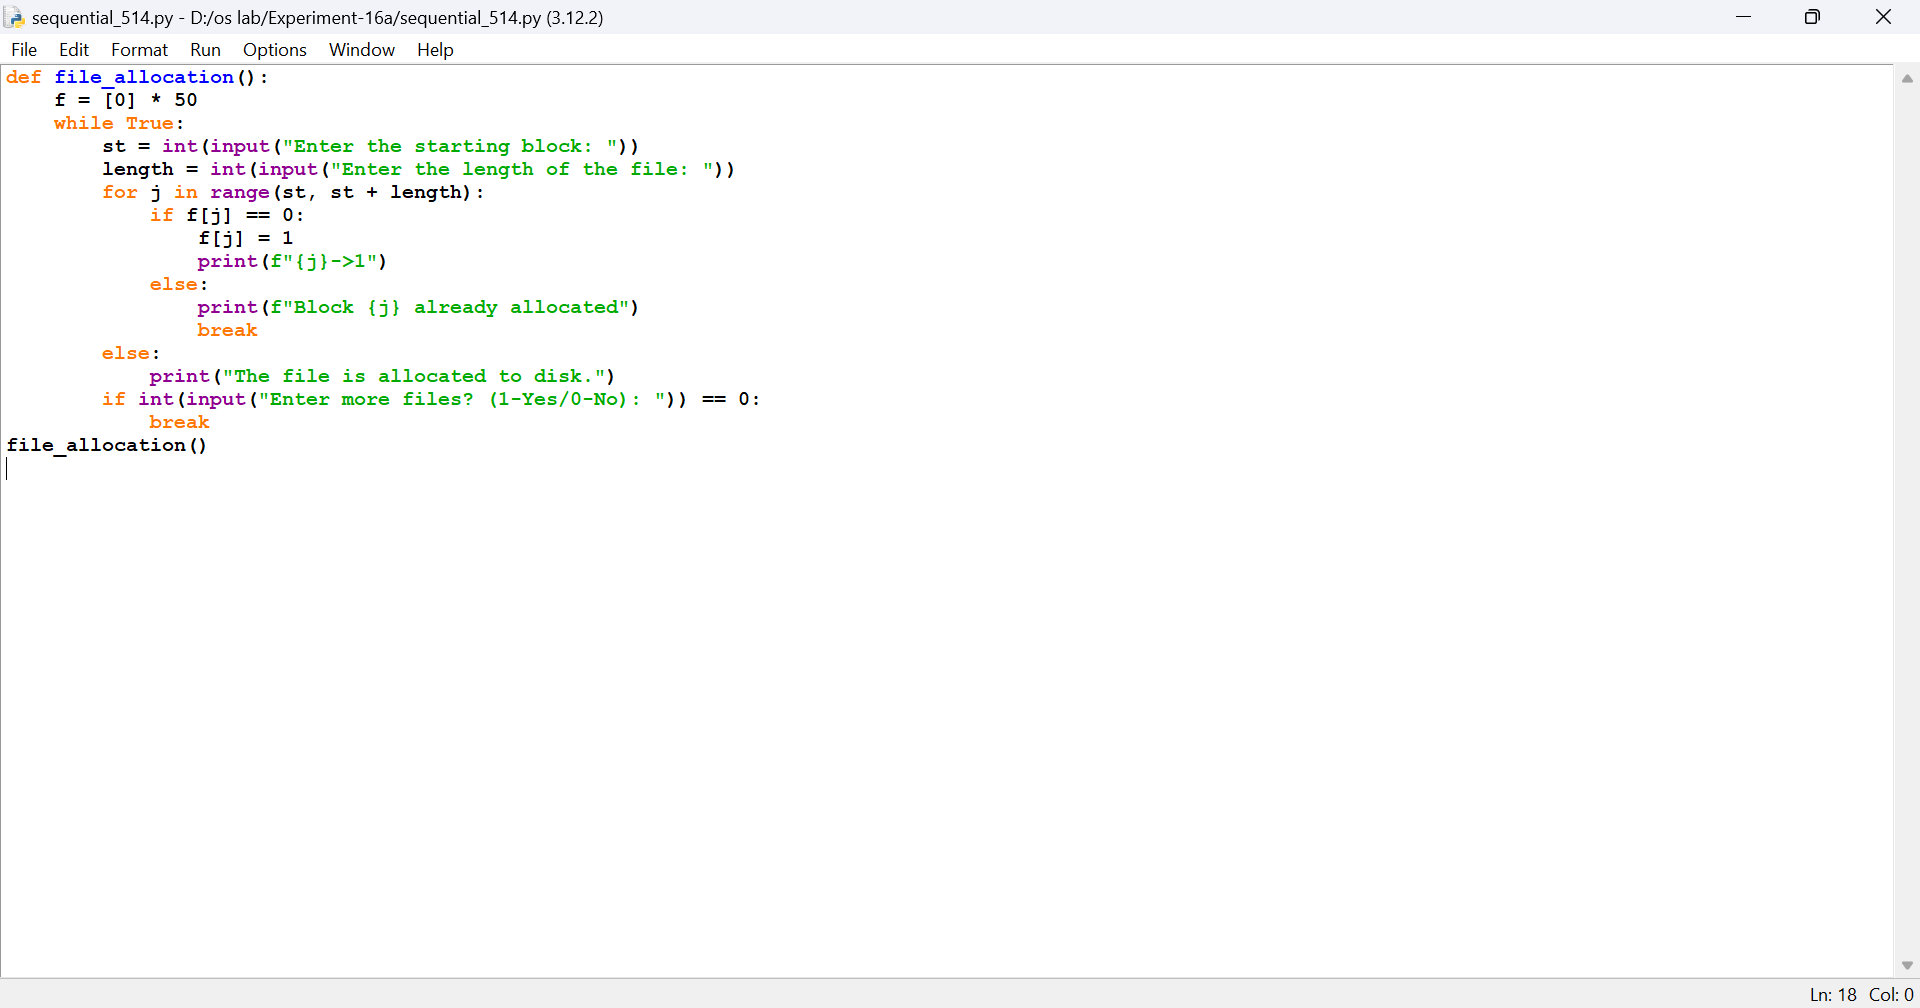 sequential_514.py - D:/os lab/Experiment-16a/sequential_514.py (3.12.2)
File Edit Format Run Options Window Help
def file_allocation():
    f = [0] * 50
    while True:
        st = int(input("Enter the starting block: "))
        length = int(input("Enter the length of the file: "))
        for j in range(st, st + length):
            if f[j] == 0:
                f[j] = 1
                print(f"{j}->1")
            else:
                print(f"Block {j} already allocated")
                break
        else:
            print("The file is allocated to disk.")
        if int(input("Enter more files? (1-Yes/0-No): ")) == 0:
            break
file_allocation()
Ln: 18 Col: 0